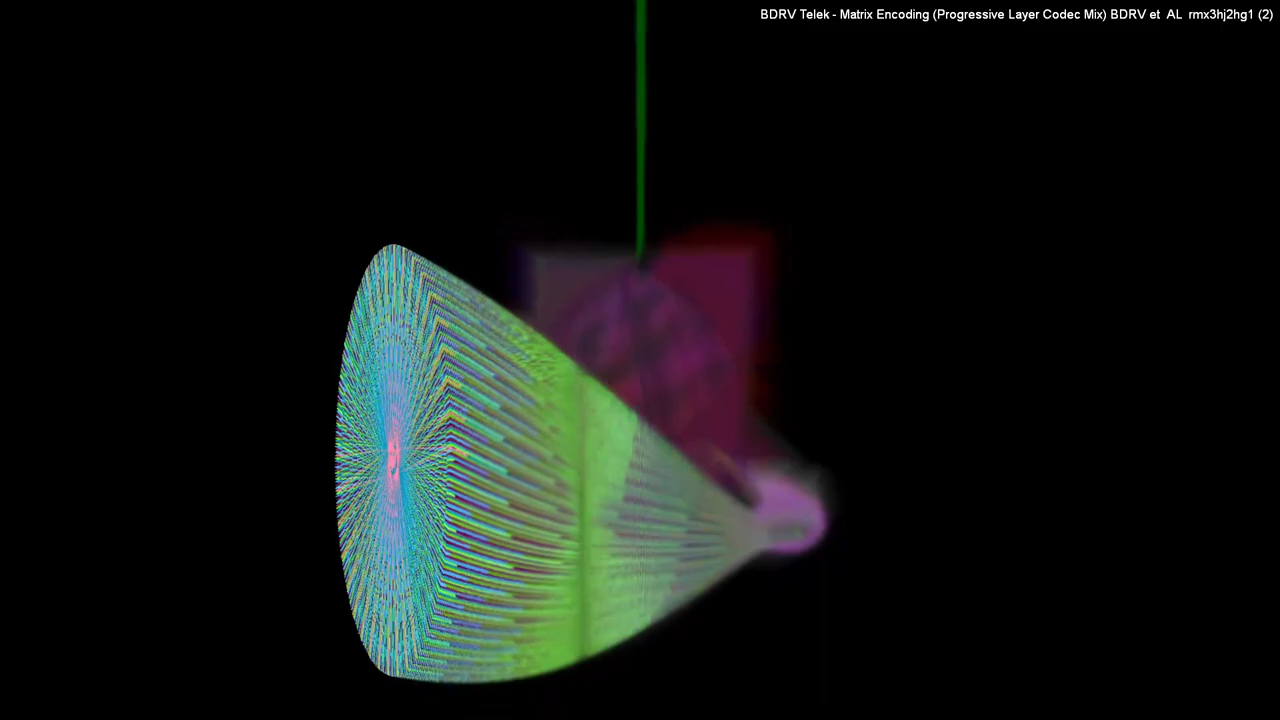 BDRV Telek - Matrix Encoding (Progressive Layer Codec Mix) BDRV et  AL  rmx3hj2hg1 (2)